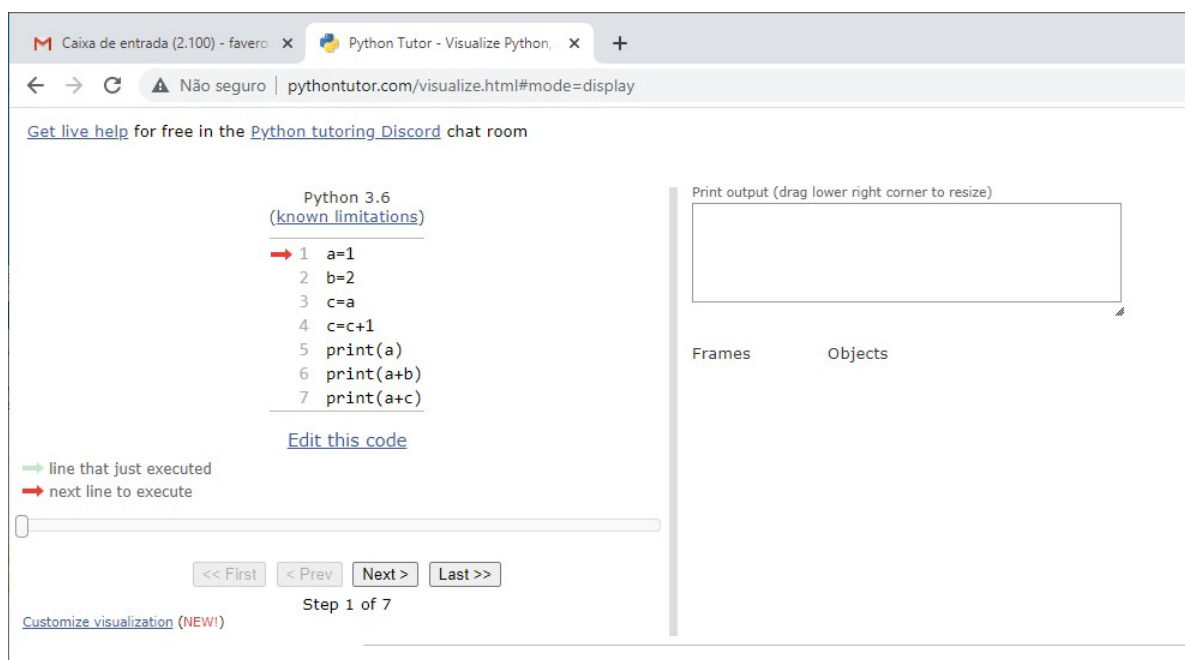 Caixa de entrada (2.100) - favero.
Python Tutor - Visualize Python,
Não seguro | pythontutor.com/visualize.html#mode=display
Get live help for free in the Python tutoring Discord chat room
Python 3.6
(known limitations)
1 a=1
2 b=2
3 c=a
4 c=c+1
5 print(a)
6 print(a+b)
7 print(a+c)
Edit this code
line that just executed
next line to execute
<< First < Prev Next > Last >>
Step 1 of 7
Customize visualization (NEW!)
Print output (drag lower right corner to resize)
Frames Objects